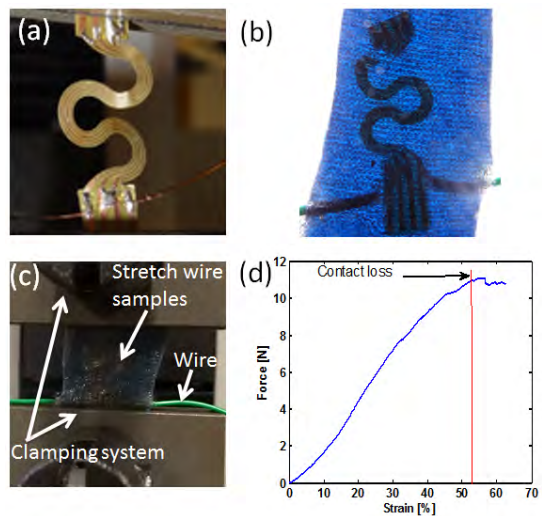 (a)
(b)
(c)
Stretch wire
samples
Wire
Clamping system
(d)
Contact loss
Force [N]
12
10
8
6
4
2
0
0 10 20 30 40 50 60 70
Strain [%]